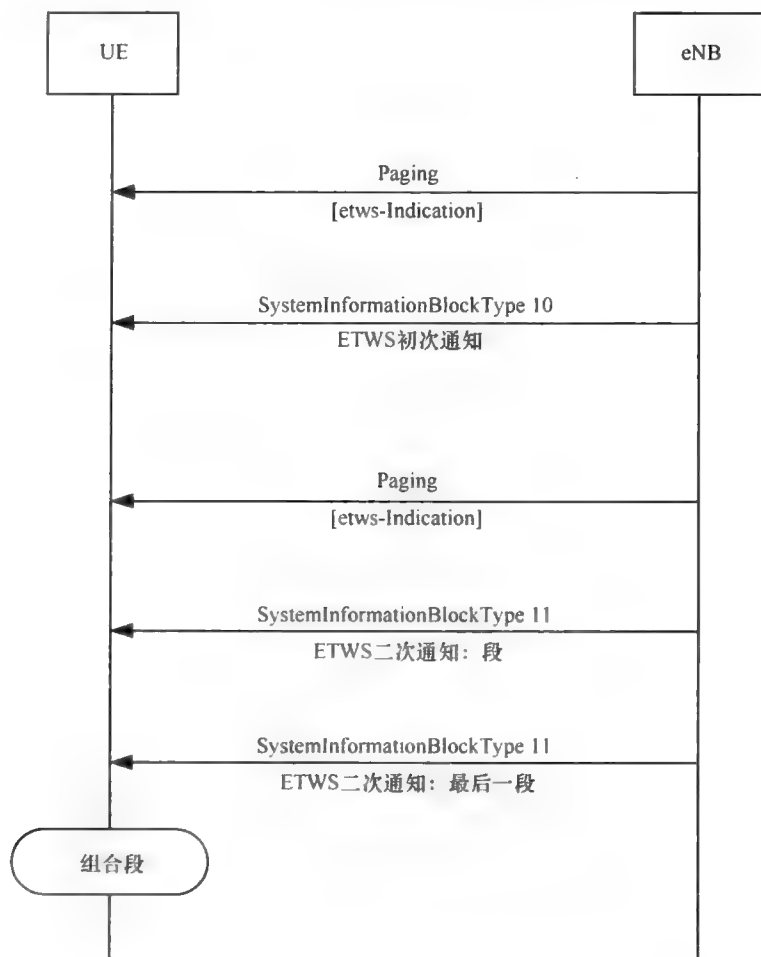 UE
eNB
Paging
[etws-Indication]
SystemInformationBlockType 10
ETWS初次通知
Paging
[etws-Indication]
SystemInformationBlockType 11
ETWS二次通知：段
SystemInformationBlockType 11
ETWS二次通知：最后一段
组合段